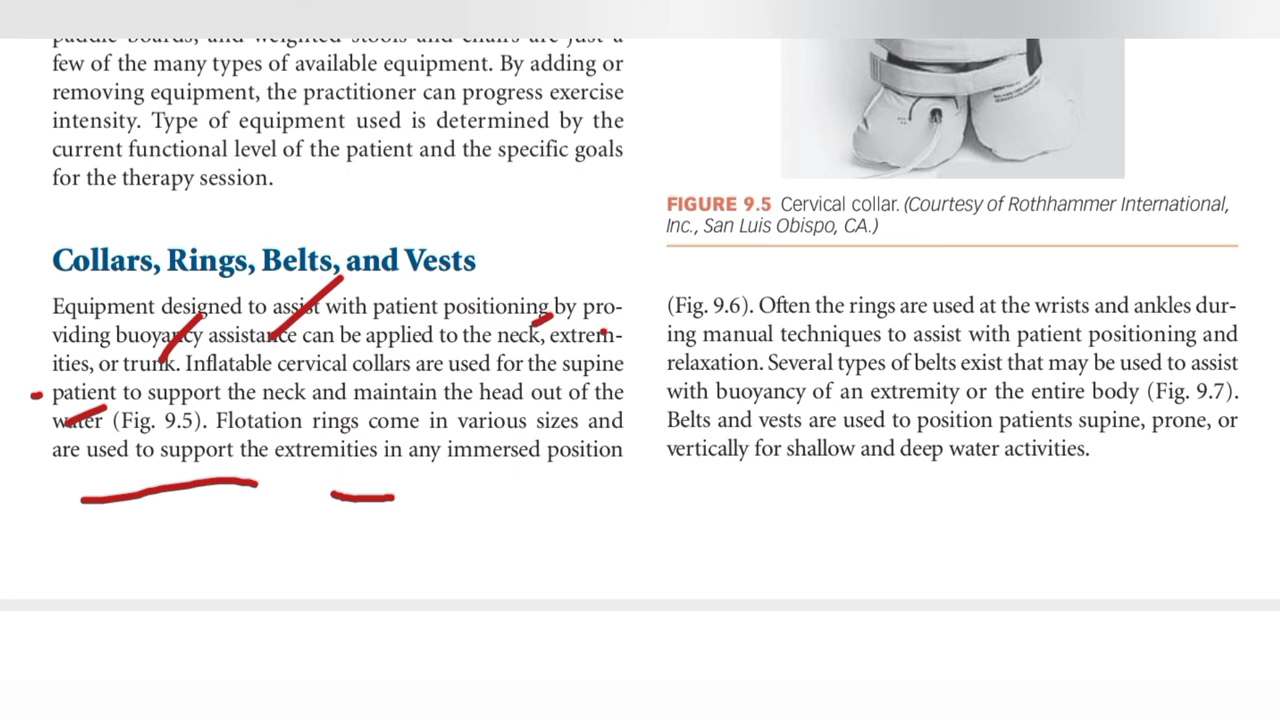 paddle boards, and weighted stools and chairs are just a
few of the many types of available equipment. By adding or
removing equipment, the practitioner can progress exercise
intensity. Type of equipment used is determined by the
current functional level of the patient and the specific goals
for the therapy session.
Collars, Rings, Belts, and Vests
Equipment designed to assist with patient positioning by pro-
viding buoyancy assistance can be applied to the neck, extrem-
ities, or trunk. Inflatable cervical collars are used for the supine
patient to support the neck and maintain the head out of the
water (Fig. 9.5). Flotation rings come in various sizes and
are used to support the extremities in any immersed position
FIGURE 9.5 Cervical collar. (Courtesy of Rothhammer International,
Inc., San Luis Obispo, CA.)
(Fig. 9.6). Often the rings are used at the wrists and ankles dur-
ing manual techniques to assist with patient positioning and
relaxation. Several types of belts exist that may be used to assist
with buoyancy of an extremity or the entire body (Fig. 9.7).
Belts and vests are used to position patients supine, prone, or
vertically for shallow and deep water activities.